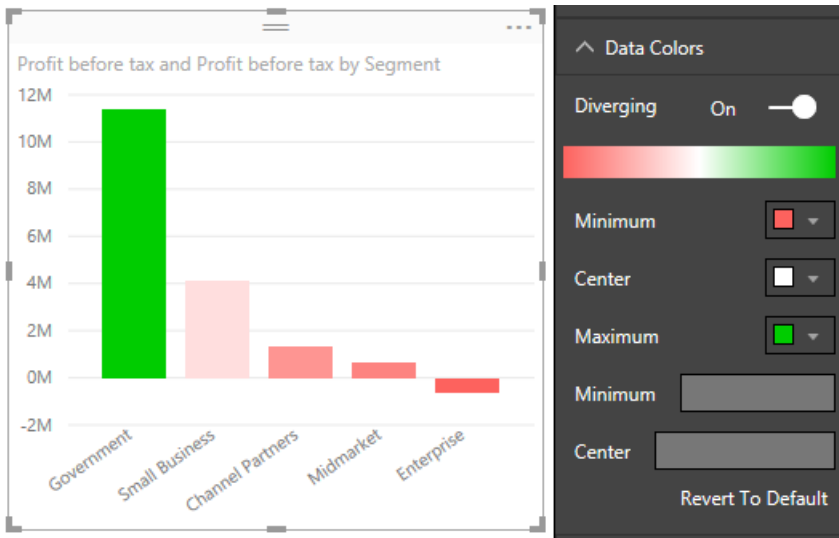 Profit before tax and Profit before tax by Segment
12M
10M
8M
6M
4M
2M
0M
-2M
Government
Small Business
Channel Partners
Midmarket
Enterprise
Data Colors
Diverging On
Minimum
Center
Maximum
Minimum
Center
Revert To Default